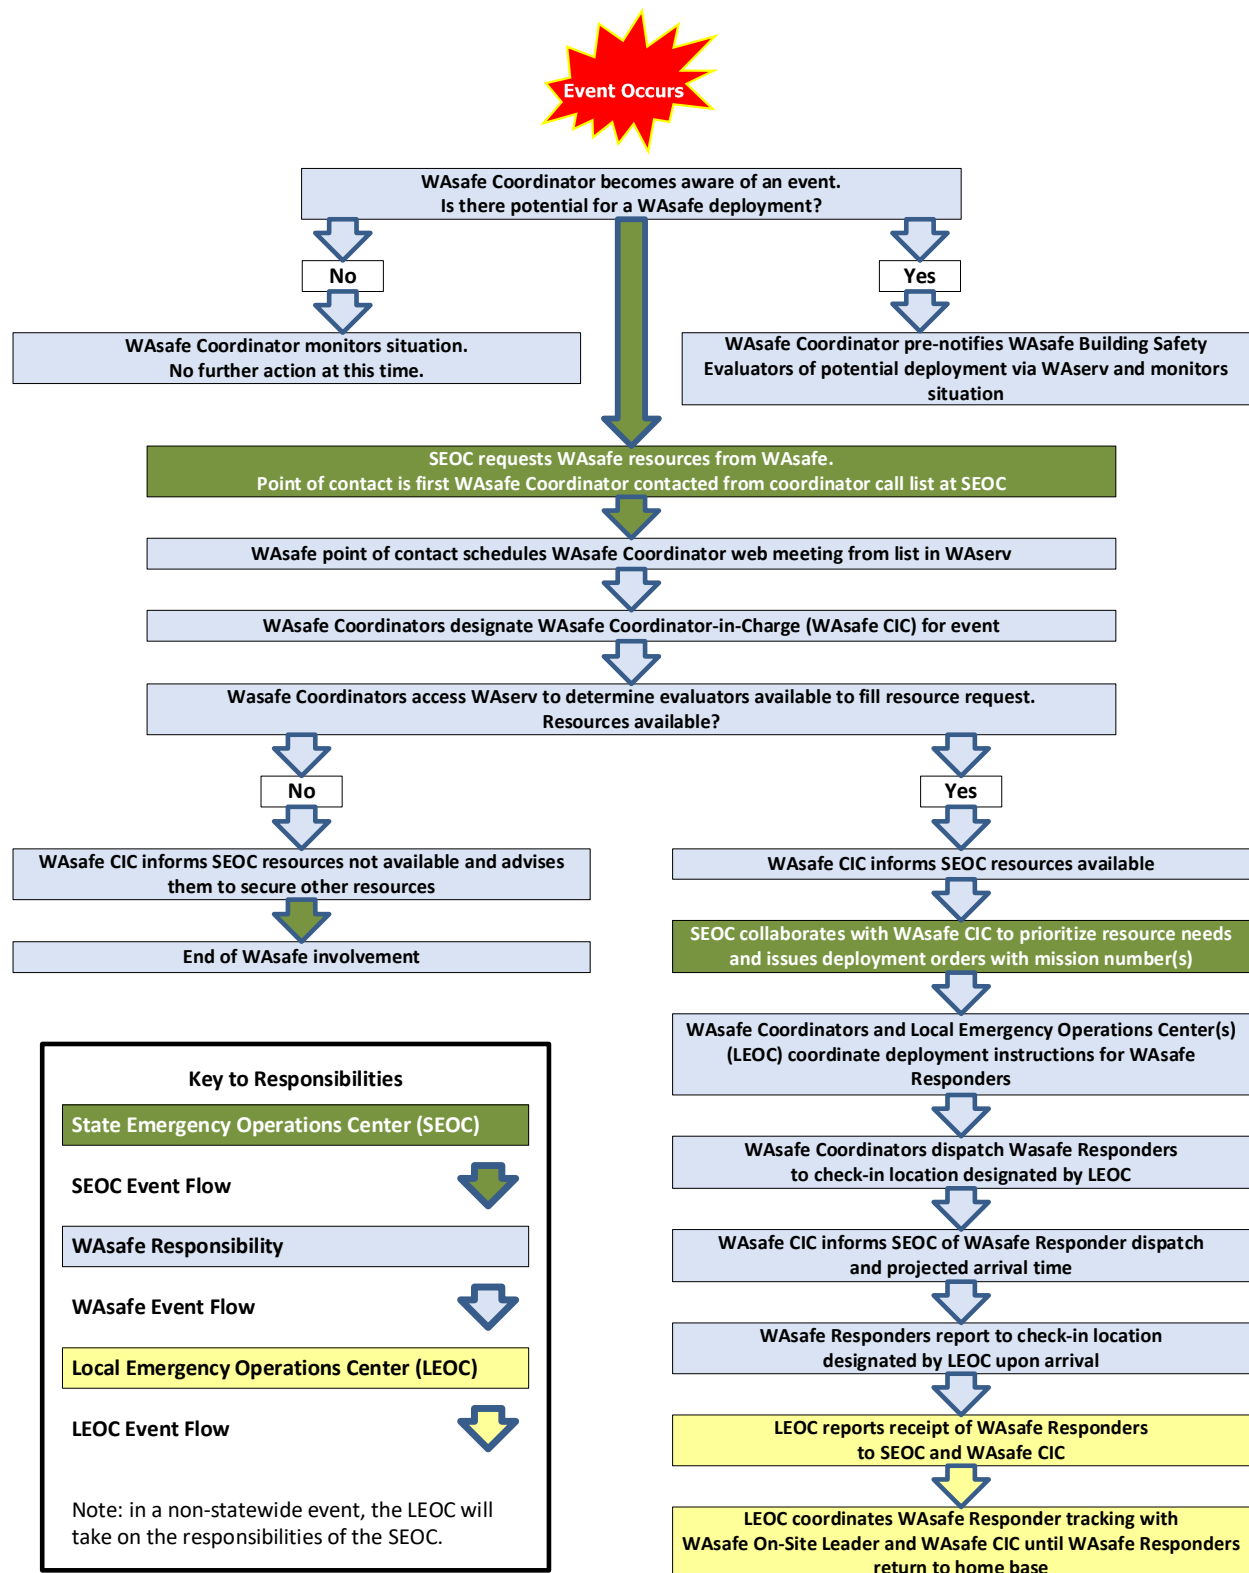 Event Occurs
WAsafe Coordinator becomes aware of an event.
Is there potential for a WAsafe deployment?
No
Yes
WAsafe Coordinator monitors situation.
No further action at this time.
WAsafe Coordinator pre-notifies WAsafe Building Safety
Evaluators of potential deployment via WAserv and monitors
situation
SEOC requests WAsafe resources from WAsafe.
Point of contact is first WAsafe Coordinator contacted from coordinator call list at SEOC
WAsafe point of contact schedules WAsafe Coordinator web meeting from list in WAserv
WAsafe Coordinators designate WAsafe Coordinator-in-Charge (WAsafe CIC) for event
Wasafe Coordinators access WAserv to determine evaluators available to fill resource request.
Resources available?
No
Yes
WAsafe CIC informs SEOC resources not available and advises
them to secure other resources
End of WAsafe involvement
WAsafe CIC informs SEOC resources available
SEOC collaborates with WAsafe CIC to prioritize resource needs
and issues deployment orders with mission number(s)
WAsafe Coordinators and Local Emergency Operations Center(s)
(LEOC) coordinate deployment instructions for WAsafe
Responders
WAsafe Coordinators dispatch Wasafe Responders
to check-in location designated by LEOC
WAsafe CIC informs SEOC of WAsafe Responder dispatch
and projected arrival time
WAsafe Responders report to check-in location
designated by LEOC upon arrival
LEOC reports receipt of WAsafe Responders
to SEOC and WAsafe CIC
LEOC coordinates WAsafe Responder tracking with
WAsafe On-Site Leader and WAsafe CIC until WAsafe Responders
return to home base
Key to Responsibilities
State Emergency Operations Center (SEOC)
SEOC Event Flow
WAsafe Responsibility
WAsafe Event Flow
Local Emergency Operations Center (LEOC)
LEOC Event Flow
Note: in a non-statewide event, the LEOC will
take on the responsibilities of the SEOC.